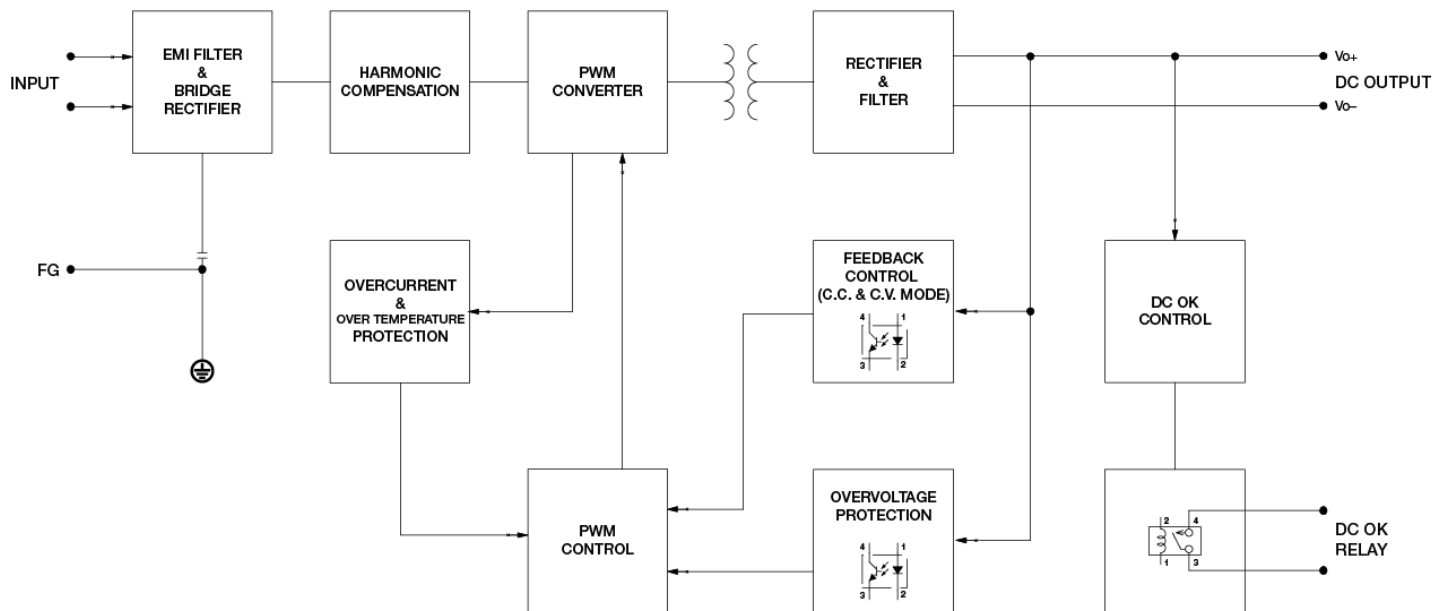 INPUT
EMI FILTER
&
BRIDGE
RECTIFIER
HARMONIC
COMPENSATION
PWM
CONVERTER
RECTIFIER
&
FILTER
Vo+
DC OUTPUT
Vo–
FG
OVERCURRENT
&
OVER TEMPERATURE
PROTECTION
FEEDBACK
CONTROL
(C.C. & C.V. MODE)
4 1
3 2
DC OK
CONTROL
PWM
CONTROL
OVERVOLTAGE
PROTECTION
4 1
3 2
2 4
1 3
DC OK
RELAY